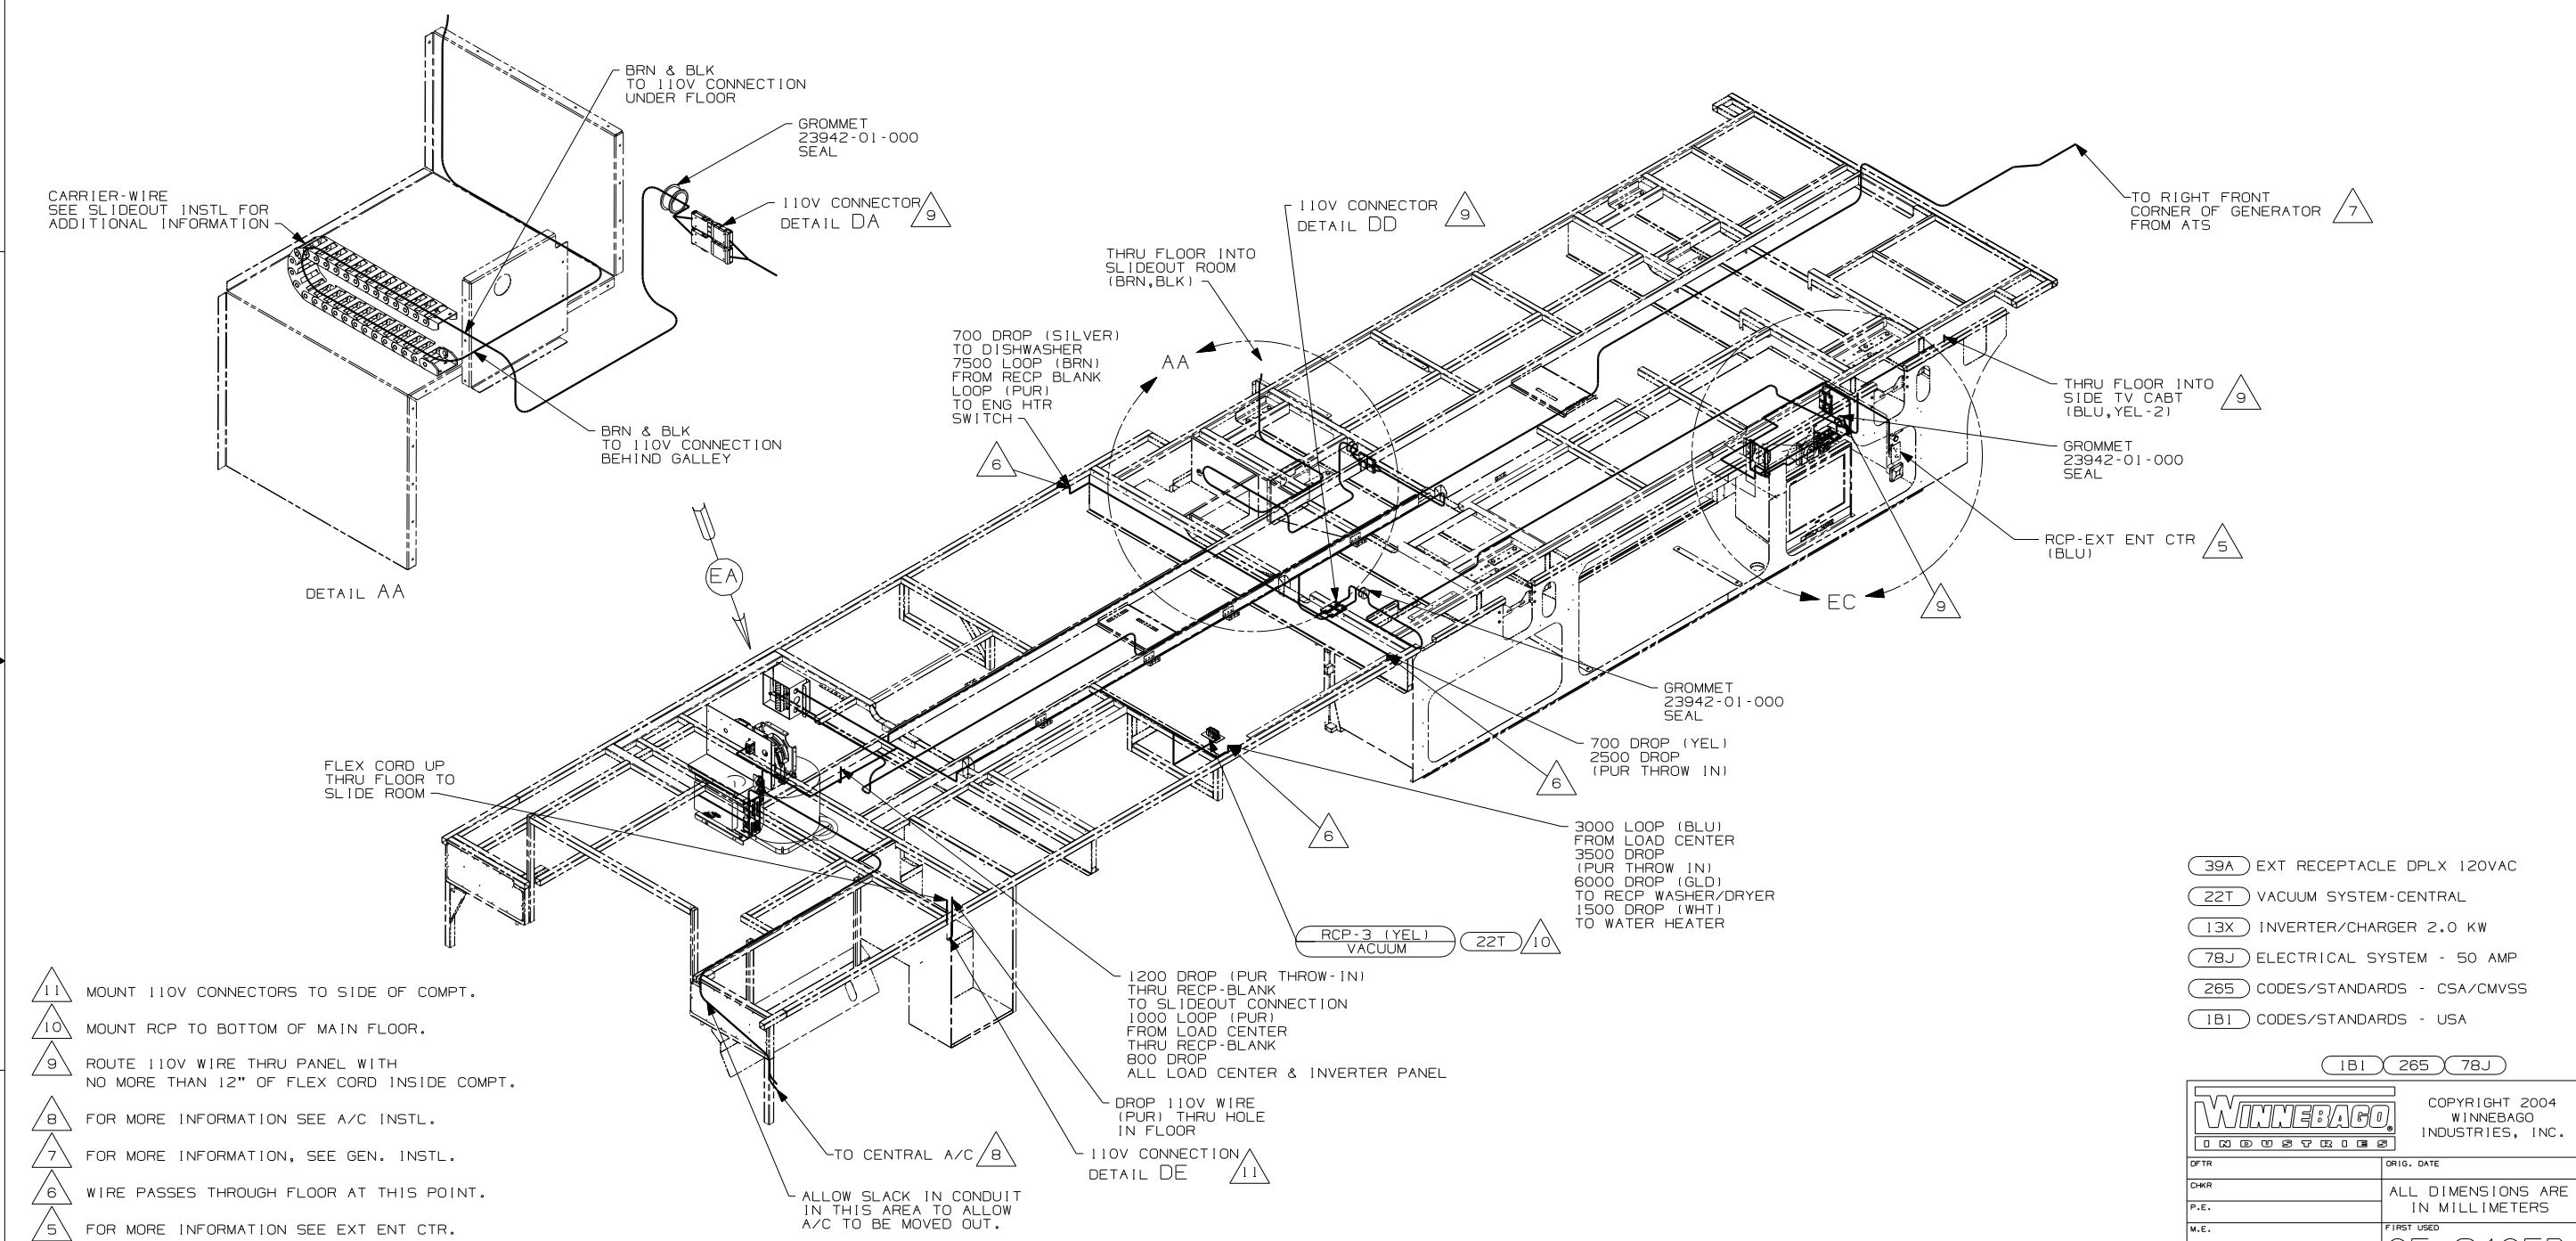 BRN & BLK
TO 110V CONNECTION
UNDER FLOOR
GROMMET
23942-01-000
SEAL
CARRIER-WIRE
SEE SLIDEOUT INSTL FOR
ADDITIONAL INFORMATION
110V CONNECTOR
DETAIL DA
9
BRN & BLK
TO 110V CONNECTION
BEHIND GALLEY
DETAIL AA
110V CONNECTOR
DETAIL DD
9
THRU FLOOR INTO
SLIDEOUT ROOM
(BRN,BLK)
TO RIGHT FRONT
CORNER OF GENERATOR
FROM ATS
7
700 DROP (SILVER)
TO DISHWASHER
7500 LOOP (BRN)
FROM RECP BLANK
LOOP (PUR)
TO ENG HTR
SWITCH
AA
6
THRU FLOOR INTO
SIDE TV CABT
(BLU,YEL-2)
9
GROMMET
23942-01-000
SEAL
RCP-EXT ENT CTR
(BLU)
5
EC
9
EA
GROMMET
23942-01-000
SEAL
700 DROP (YEL)
2500 DROP
(PUR THROW IN)
6
FLEX CORD UP
THRU FLOOR TO
SLIDE ROOM
6
3000 LOOP (BLU)
FROM LOAD CENTER
3500 DROP
(PUR THROW IN)
6000 DROP (GLD)
TO RECP WASHER/DRYER
1500 DROP (WHT)
TO WATER HEATER
RCP-3 (YEL)
VACUUM
22T
10
1200 DROP (PUR THROW-IN)
THRU RECP-BLANK
TO SLIDEOUT CONNECTION
1000 LOOP (PUR)
FROM LOAD CENTER
THRU RECP-BLANK
800 DROP
ALL LOAD CENTER & INVERTER PANEL
DROP 110V WIRE
(PUR) THRU HOLE
IN FLOOR
110V CONNECTION
DETAIL DE
11
TO CENTRAL A/C
8
ALLOW SLACK IN CONDUIT
IN THIS AREA TO ALLOW
A/C TO BE MOVED OUT.
11 MOUNT 110V CONNECTORS TO SIDE OF COMPT.
10 MOUNT RCP TO BOTTOM OF MAIN FLOOR.
9 ROUTE 110V WIRE THRU PANEL WITH
NO MORE THAN 12" OF FLEX CORD INSIDE COMPT.
8 FOR MORE INFORMATION SEE A/C INSTL.
7 FOR MORE INFORMATION, SEE GEN. INSTL.
6 WIRE PASSES THROUGH FLOOR AT THIS POINT.
5 FOR MORE INFORMATION SEE EXT ENT CTR.
39A EXT RECEPTACLE DPLX 120VAC
22T VACUUM SYSTEM-CENTRAL
13X INVERTER/CHARGER 2.0 KW
78J ELECTRICAL SYSTEM - 50 AMP
265 CODES/STANDARDS - CSA/CMVSS
1B1 CODES/STANDARDS - USA
1B1 265 78J
WINNEBAGO
INDUSTRIES
COPYRIGHT 2004
WINNEBAGO
INDUSTRIES, INC.
DFTR
ORIG. DATE
CHKR
ALL DIMENSIONS ARE
IN MILLIMETERS
P.E.
M.E.
FIRST USED